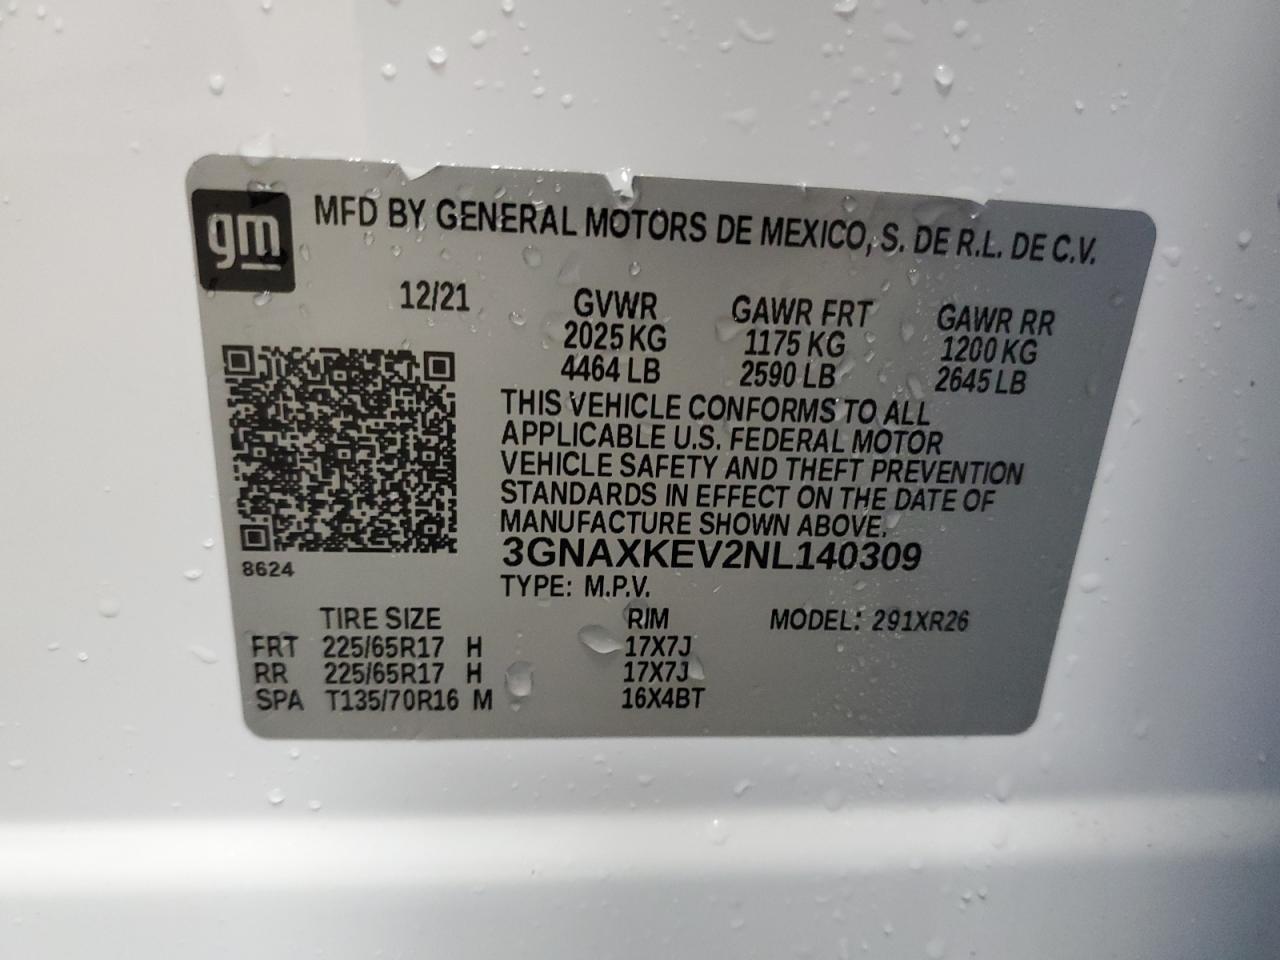 gm MFD BY GENERAL MOTORS DE MEXICO, S. DE R.L. DE C.V.
12/21 GVWR GAWR FRT GAWR RR
2025 KG 1175 KG 1200 KG
4464 LB 2590 LB 2645 LB
THIS VEHICLE CONFORMS TO ALL
APPLICABLE U.S. FEDERAL MOTOR
VEHICLE SAFETY AND THEFT PREVENTION
STANDARDS IN EFFECT ON THE DATE OF
MANUFACTURE SHOWN ABOVE.
3GNAXKEV2NL140309
8624 TYPE: M.P.V.
TIRE SIZE RIM MODEL: 291XR26
FRT 225/65R17 H 17X7J
RR 225/65R17 H 17X7J
SPA T135/70R16 M 16X4BT